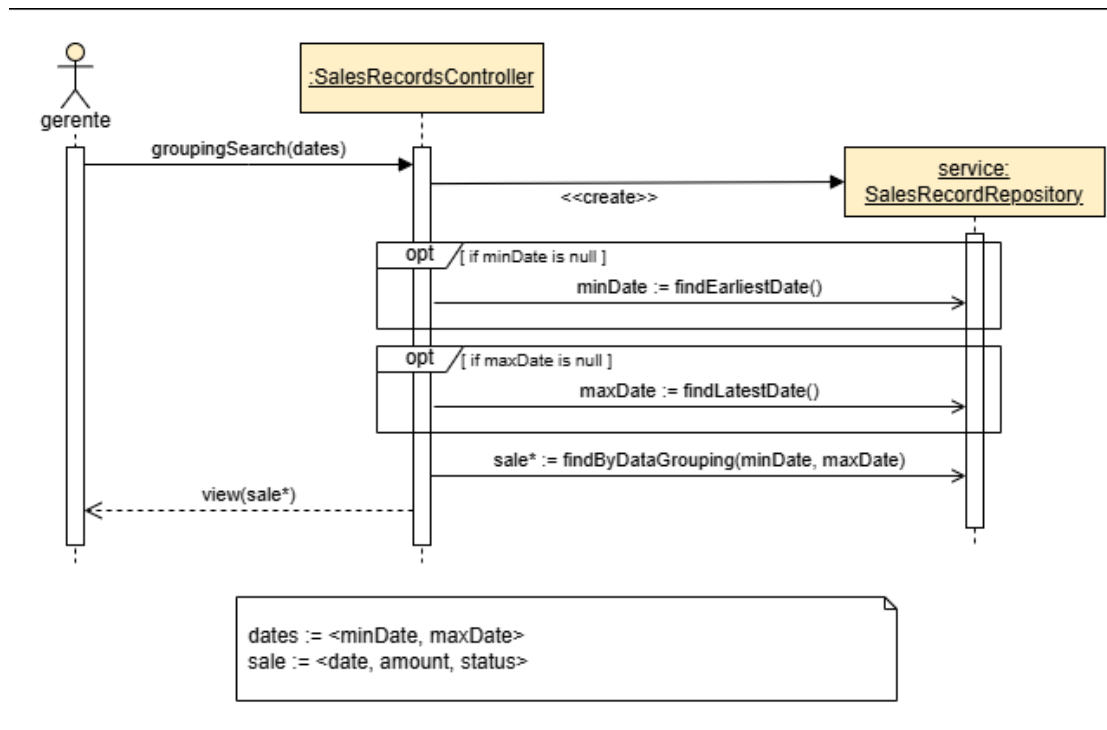 :SalesRecordsController
gerente
groupingSearch(dates)
service:
SalesRecordRepository
<<create>>
opt
[ if minDate is null ]
minDate := findEarliestDate()
opt
[ if maxDate is null ]
maxDate := findLatestDate()
sale* := findByDataGrouping(minDate, maxDate)
view(sale*)
dates := <minDate, maxDate>
sale := <date, amount, status>